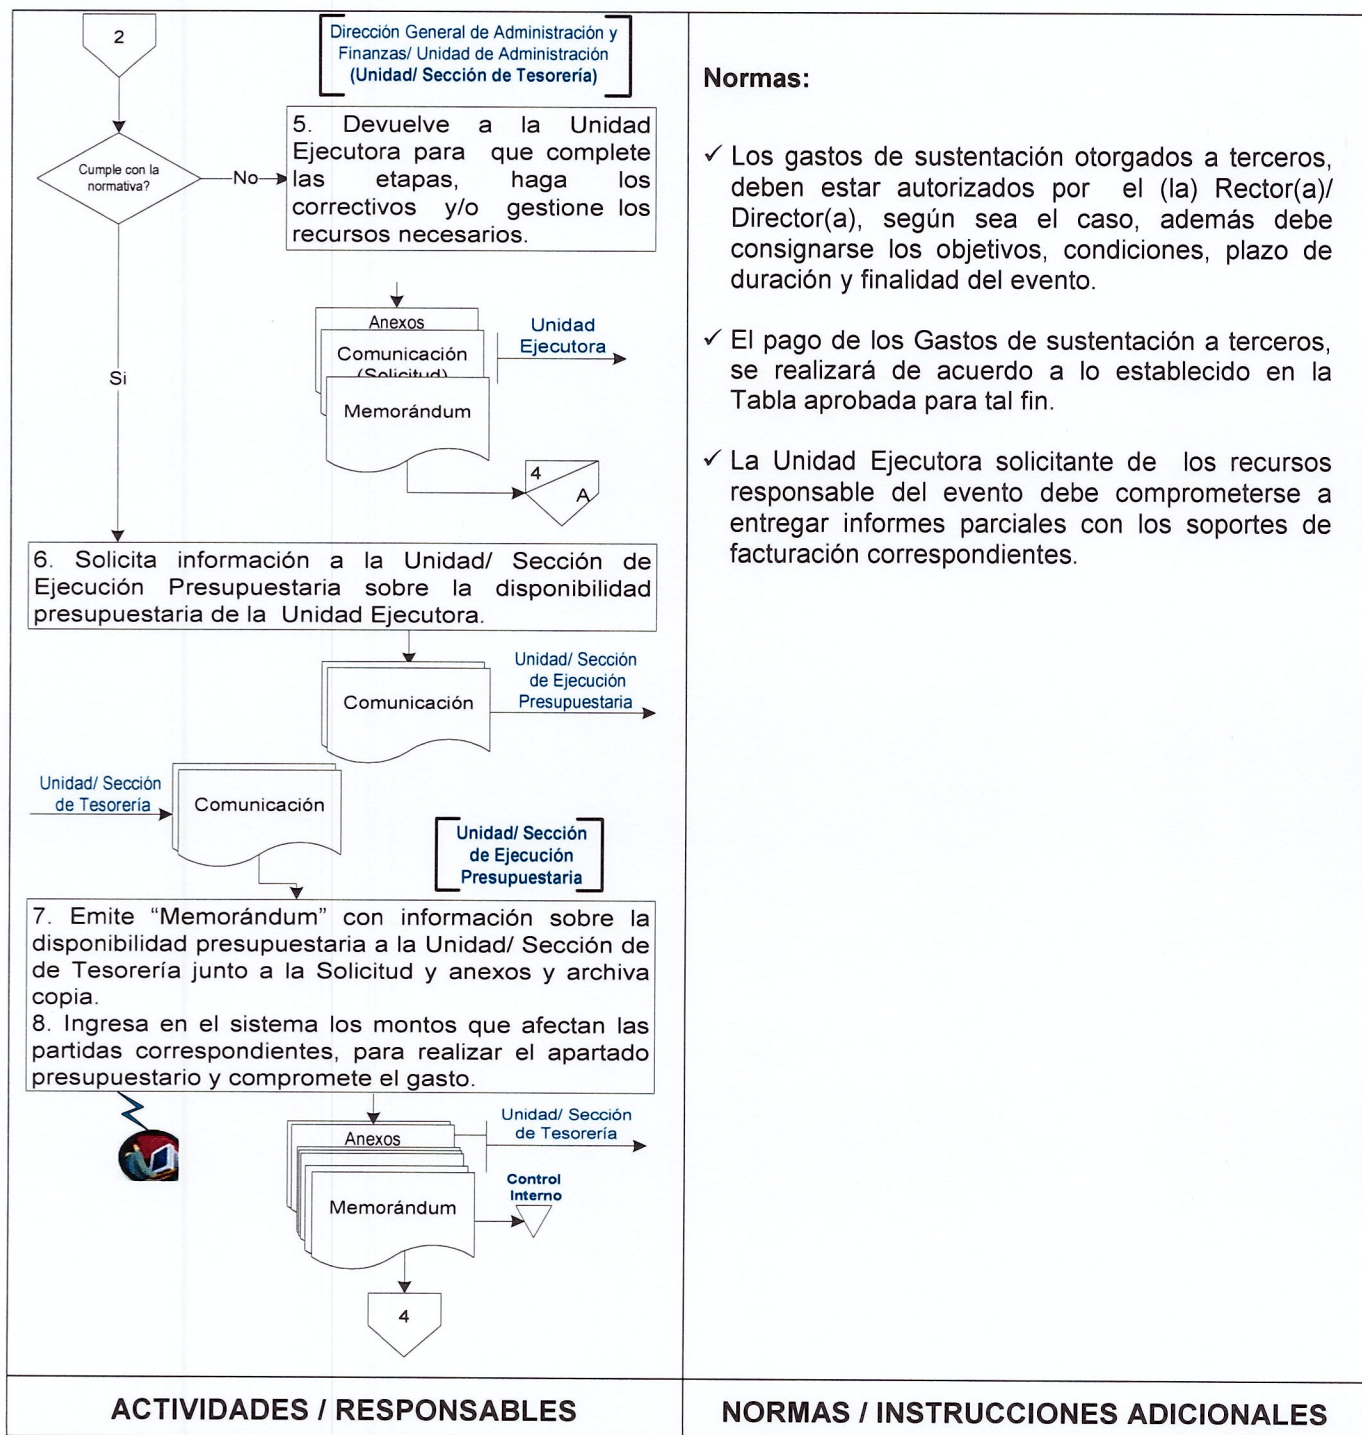 2
Dirección General de Administración y
Finanzas/ Unidad de Administración
(Unidad/ Sección de Tesorería)
Cumple con la
normativa?
No
5. Devuelve a la Unidad
Ejecutora para que complete
las etapas, haga los
correctivos y/o gestione los
recursos necesarios.
Anexos
Comunicación
(Solicitud)
Memorándum
Unidad
Ejecutora
Si
4
A
6. Solicita información a la Unidad/ Sección de
Ejecución Presupuestaria sobre la disponibilidad
presupuestaria de la Unidad Ejecutora.
Comunicación
Unidad/ Sección
de Ejecución
Presupuestaria
Unidad/ Sección
de Tesorería
Comunicación
Unidad/ Sección
de Ejecución
Presupuestaria
7. Emite “Memorándum” con información sobre la
disponibilidad presupuestaria a la Unidad/ Sección de
de Tesorería junto a la Solicitud y anexos y archiva
copia.
8. Ingresa en el sistema los montos que afectan las
partidas correspondientes, para realizar el apartado
presupuestario y compromete el gasto.
Anexos
Memorándum
Unidad/ Sección
de Tesorería
Control
Interno
4
ACTIVIDADES / RESPONSABLES
Normas:
✓ Los gastos de sustentación otorgados a terceros,
deben estar autorizados por el (la) Rector(a)/
Director(a), según sea el caso, además debe
consignarse los objetivos, condiciones, plazo de
duración y finalidad del evento.
✓ El pago de los Gastos de sustentación a terceros,
se realizará de acuerdo a lo establecido en la
Tabla aprobada para tal fin.
✓ La Unidad Ejecutora solicitante de los recursos
responsable del evento debe comprometerse a
entregar informes parciales con los soportes de
facturación correspondientes.
NORMAS / INSTRUCCIONES ADICIONALES